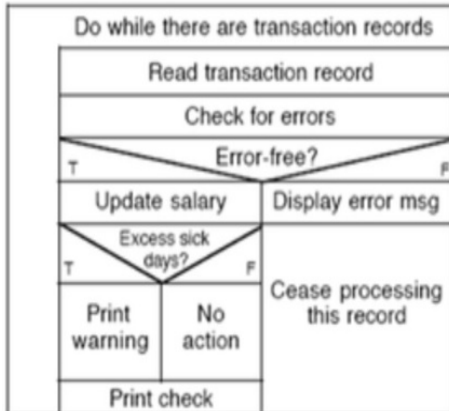 Do while there are transaction records
Read transaction record
Check for errors
Error-free?
T
F
Update salary
Display error msg
Excess sick
days?
T
F
Print
warning
No
action
Cease processing
this record
Print check